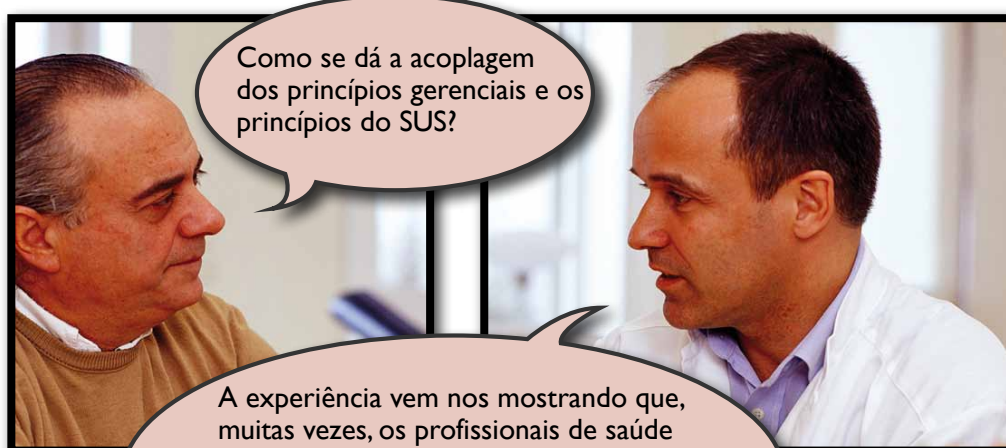 Como se dá a acoplagem
dos princípios gerenciais e os
princípios do SUS?
A experiência vem nos mostrando que,
muitas vezes, os profissionais de saúde